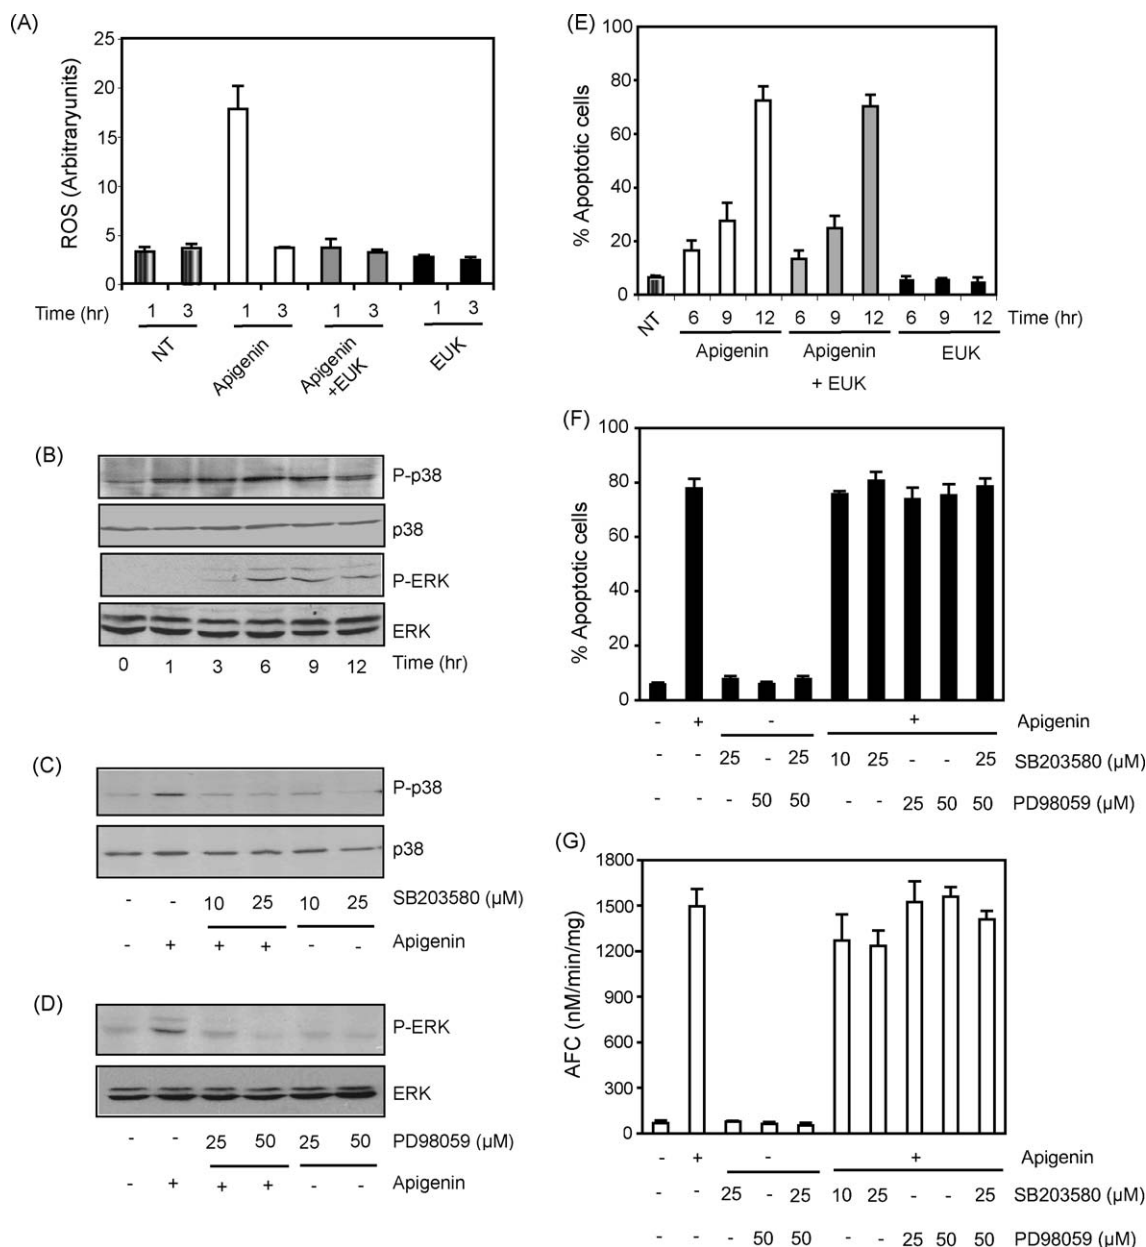 (A)
25
20
15
10
5
0
ROS (Arbitraryunits)
Time (hr) 1 3 1 3 1 3 1 3
NT
Apigenin
Apigenin
+EUK
EUK
(B)
P-p38
p38
P-ERK
ERK
0 1 3 6 9 12 Time (hr)
(C)
P-p38
p38
- - 10 25 10 25 SB203580 (µM)
- + + + - - Apigenin
(D)
P-ERK
ERK
- - 25 50 25 50 PD98059 (µM)
- + + + - - Apigenin
(E)
100
80
60
40
20
0
% Apoptotic cells
NT 6 9 12 6 9 12 6 9 12 Time (hr)
Apigenin Apigenin EUK
+ EUK
(F)
100
80
60
40
20
0
% Apoptotic cells
- + - + Apigenin
- - 25 - 25 10 25 - - 25 SB203580 (µM)
- - - 50 50 - - 25 50 50 PD98059 (µM)
(G)
1800
1500
1200
900
600
300
0
AFC (nM/min/mg)
- + - + Apigenin
- - 25 - 25 10 25 - - 25 SB203580 (µM)
- - - 50 50 - - 25 50 50 PD98059 (µM)